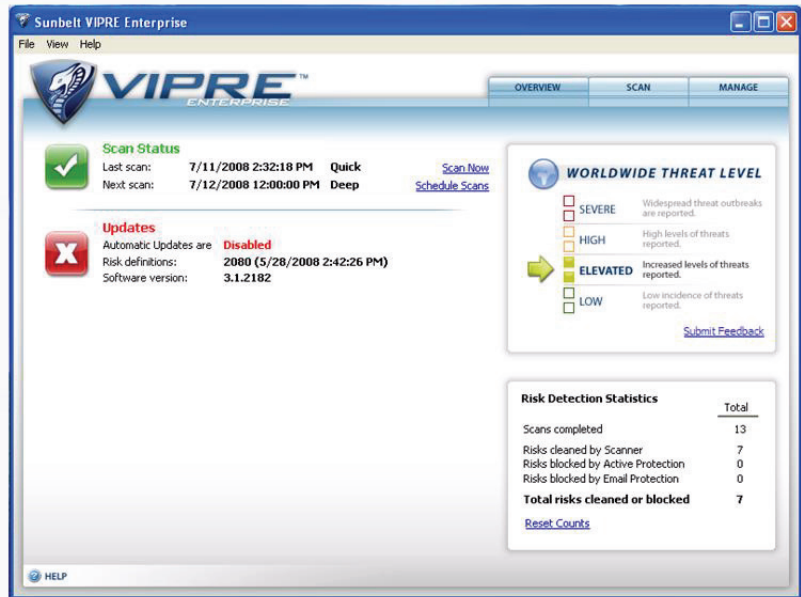 Sunbelt VIPRE Enterprise
File View Help
VIPRE™
ENTERPRISE
OVERVIEW SCAN MANAGE
Scan Status
Last scan: 7/11/2008 2:32:18 PM Quick Scan Now
Next scan: 7/12/2008 12:00:00 PM Deep Schedule Scans
Updates
Automatic Updates are Disabled
Risk definitions: 2080 (5/28/2008 2:42:26 PM)
Software version: 3.1.2182
WORLDWIDE THREAT LEVEL
SEVERE Widespread threat outbreaks
are reported.
HIGH High levels of threats
reported.
ELEVATED Increased levels of threats
reported.
LOW Low incidence of threats
reported.
Submit Feedback
Risk Detection Statistics
Total
Scans completed 13
Risks cleaned by Scanner 7
Risks blocked by Active Protection 0
Risks blocked by Email Protection 0
Total risks cleaned or blocked 7
Reset Counts
HELP